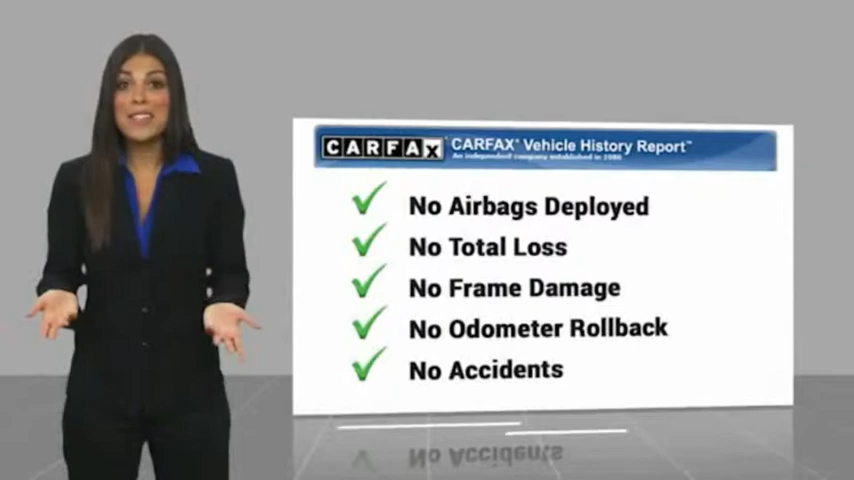 CARFAX CARFAX® Vehicle History Report™
An independent company established in 1986
No Airbags Deployed
No Total Loss
No Frame Damage
No Odometer Rollback
No Accidents
No Accidents